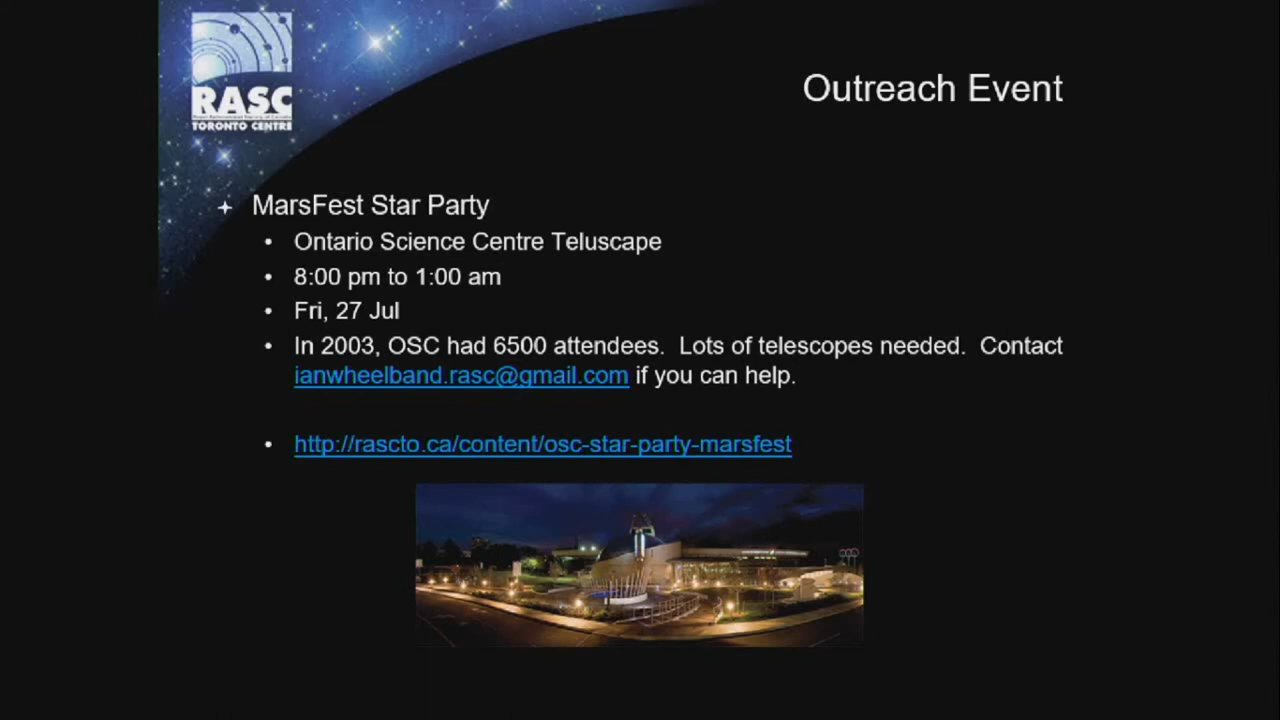 RASC
TORONTO CENTRE
Outreach Event
MarsFest Star Party
• Ontario Science Centre Teluscape
• 8:00 pm to 1:00 am
• Fri, 27 Jul
• In 2003, OSC had 6500 attendees. Lots of telescopes needed. Contact
ianwheelband.rasc@gmail.com if you can help.
• http://rascto.ca/content/osc-star-party-marsfest